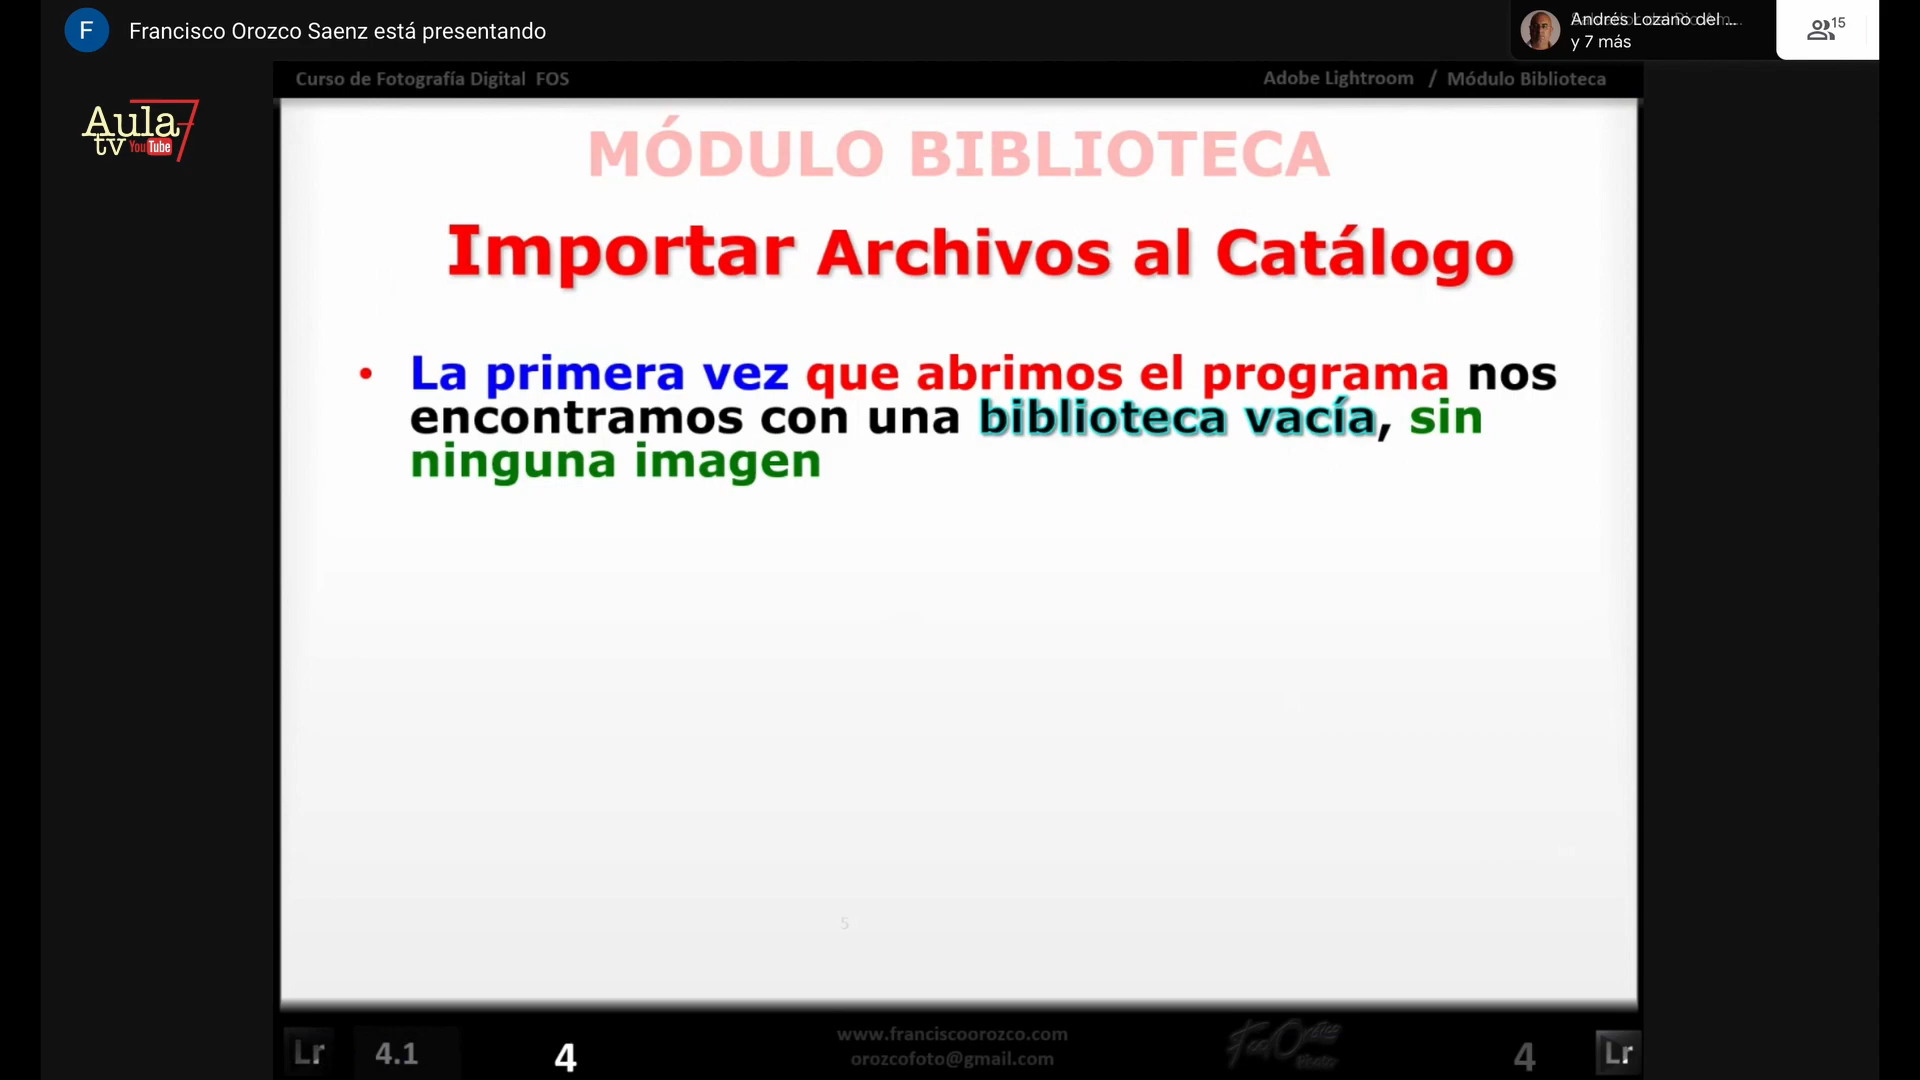 F Francisco Orozco Saenz está presentando
Andrés Lozano del ...
y 7 más
15
Curso de Fotografía Digital FOS
Adobe Lightroom / Módulo Biblioteca
Aula 7
tv YouTube
MÓDULO BIBLIOTECA
Importar Archivos al Catálogo
• La primera vez que abrimos el programa nos
encontramos con una biblioteca vacía, sin
ninguna imagen
5
www.franciscoorozco.com
Lr 4.1 4
orozcofoto@gmail.com
4 Lr